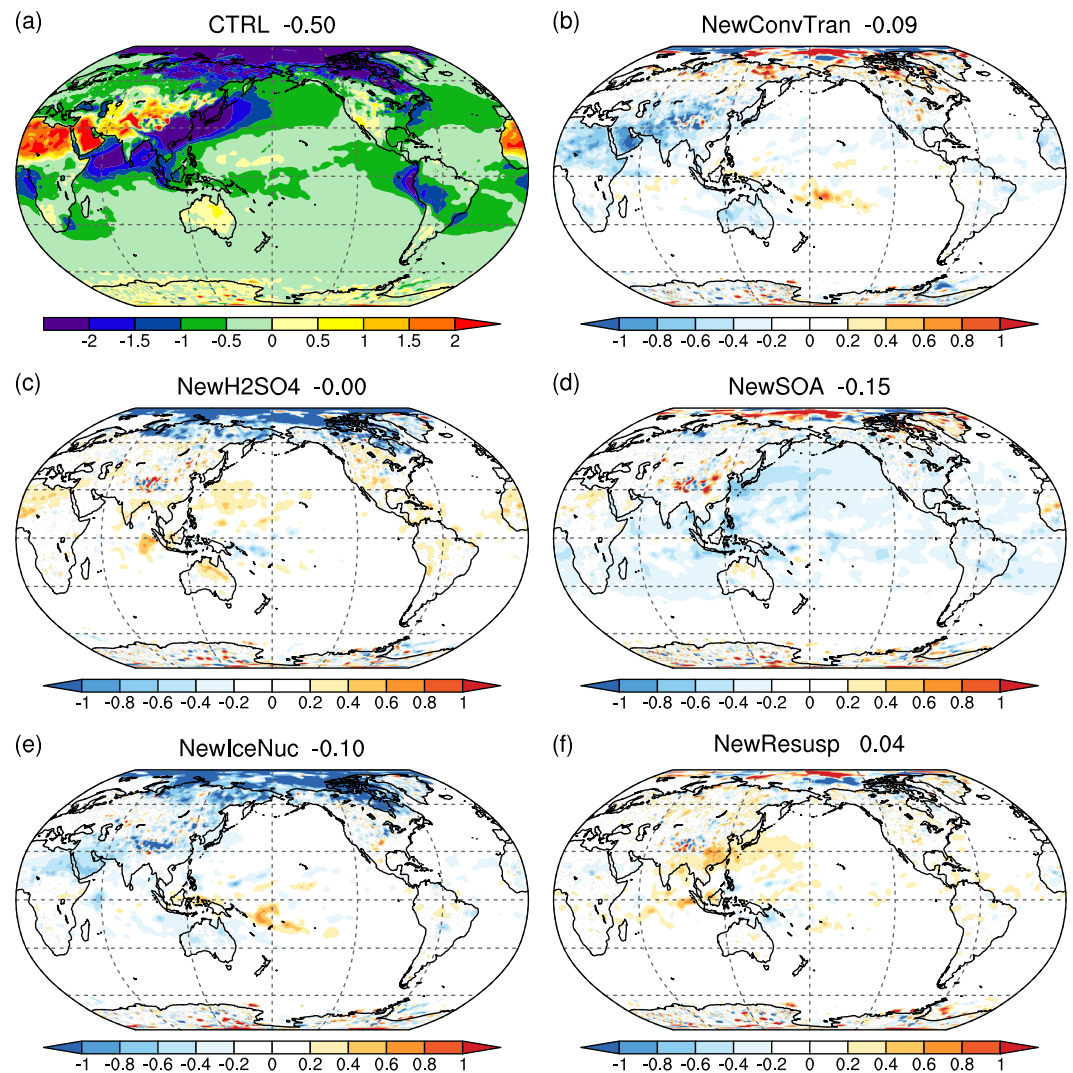 (a) CTRL -0.50
(b) NewConvTran -0.09
-2 -1.5 -1 -0.5 0 0.5 1 1.5 2
-1 -0.8 -0.6 -0.4 -0.2 0 0.2 0.4 0.6 0.8 1
(c) NewH2SO4 -0.00
(d) NewSOA -0.15
-1 -0.8 -0.6 -0.4 -0.2 0 0.2 0.4 0.6 0.8 1
-1 -0.8 -0.6 -0.4 -0.2 0 0.2 0.4 0.6 0.8 1
(e) NewIceNuc -0.10
(f) NewResusp 0.04
-1 -0.8 -0.6 -0.4 -0.2 0 0.2 0.4 0.6 0.8 1
-1 -0.8 -0.6 -0.4 -0.2 0 0.2 0.4 0.6 0.8 1